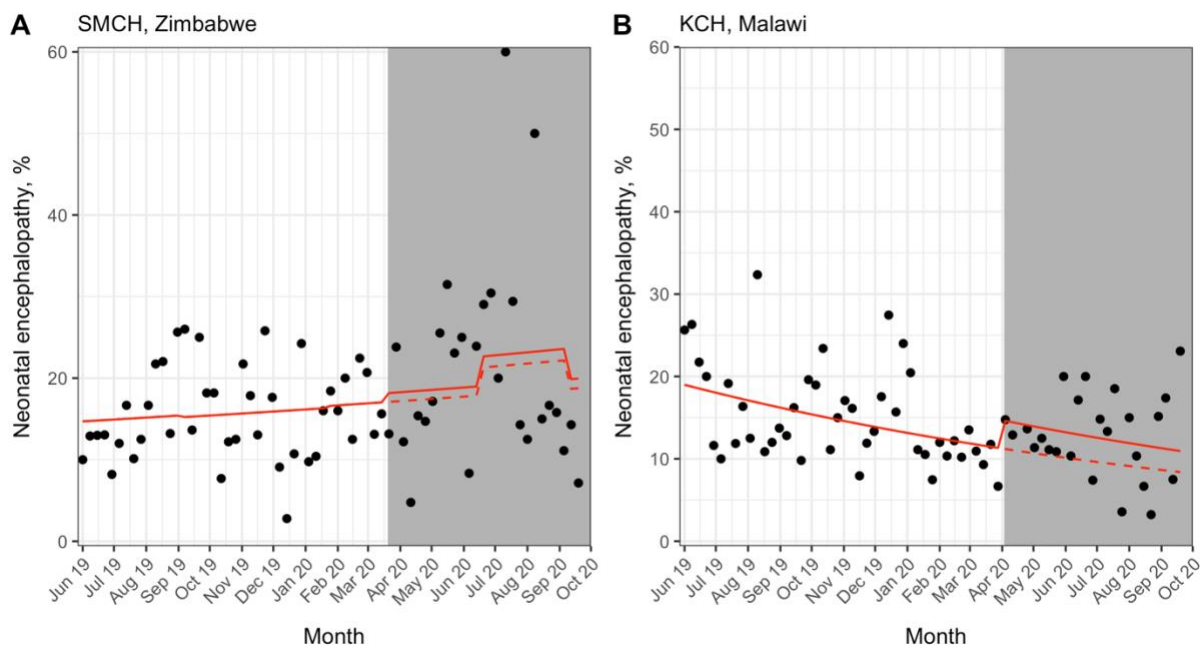 A SMCH, Zimbabwe
Neonatal encephalopathy, %
60
40
20
0
Jun 19
Jul 19
Aug 19
Sep 19
Oct 19
Nov 19
Dec 19
Jan 20
Feb 20
Mar 20
Apr 20
May 20
Jun 20
Jul 20
Aug 20
Sep 20
Oct 20
Month
B KCH, Malawi
Neonatal encephalopathy, %
60
50
40
30
20
10
0
Jun 19
Jul 19
Aug 19
Sep 19
Oct 19
Nov 19
Dec 19
Jan 20
Feb 20
Mar 20
Apr 20
May 20
Jun 20
Jul 20
Aug 20
Sep 20
Oct 20
Month